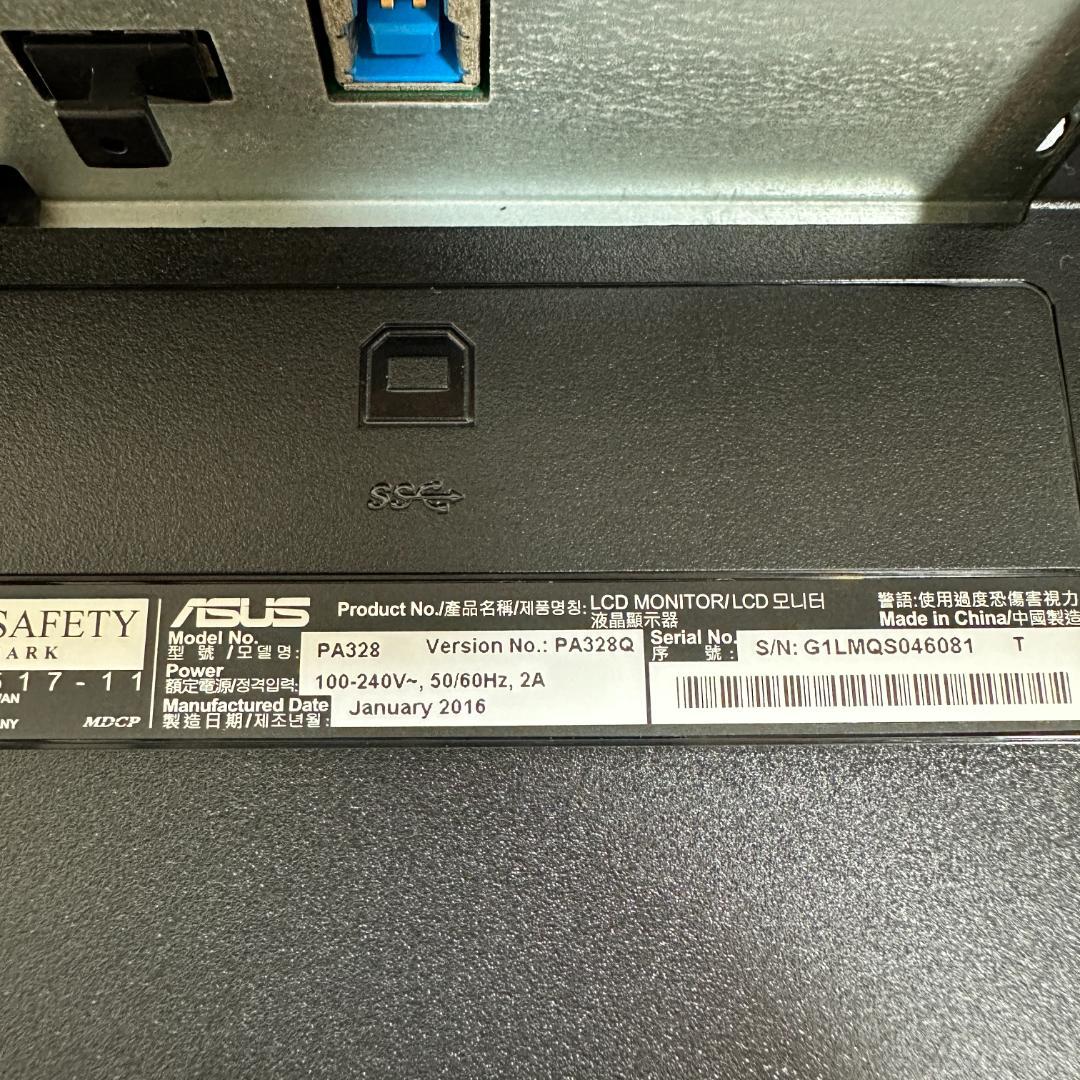 SS
SAFETY
ARK
517-11
WAN
NY
MDCP
ASUS
Product No./產品名稱/제품명칭: LCD MONITOR/LCD 모니터
液晶顯示器
警語:使用過度恐傷害視力
Made in China/中國製造
Model No.
型 號 /모델명: PA328 Version No.: PA328Q
Serial No.
序 號: S/N: G1LMQS046081 T
Power
額定電源/정격입력: 100-240V~, 50/60Hz, 2A
Manufactured Date
製造日期/제조년월: January 2016